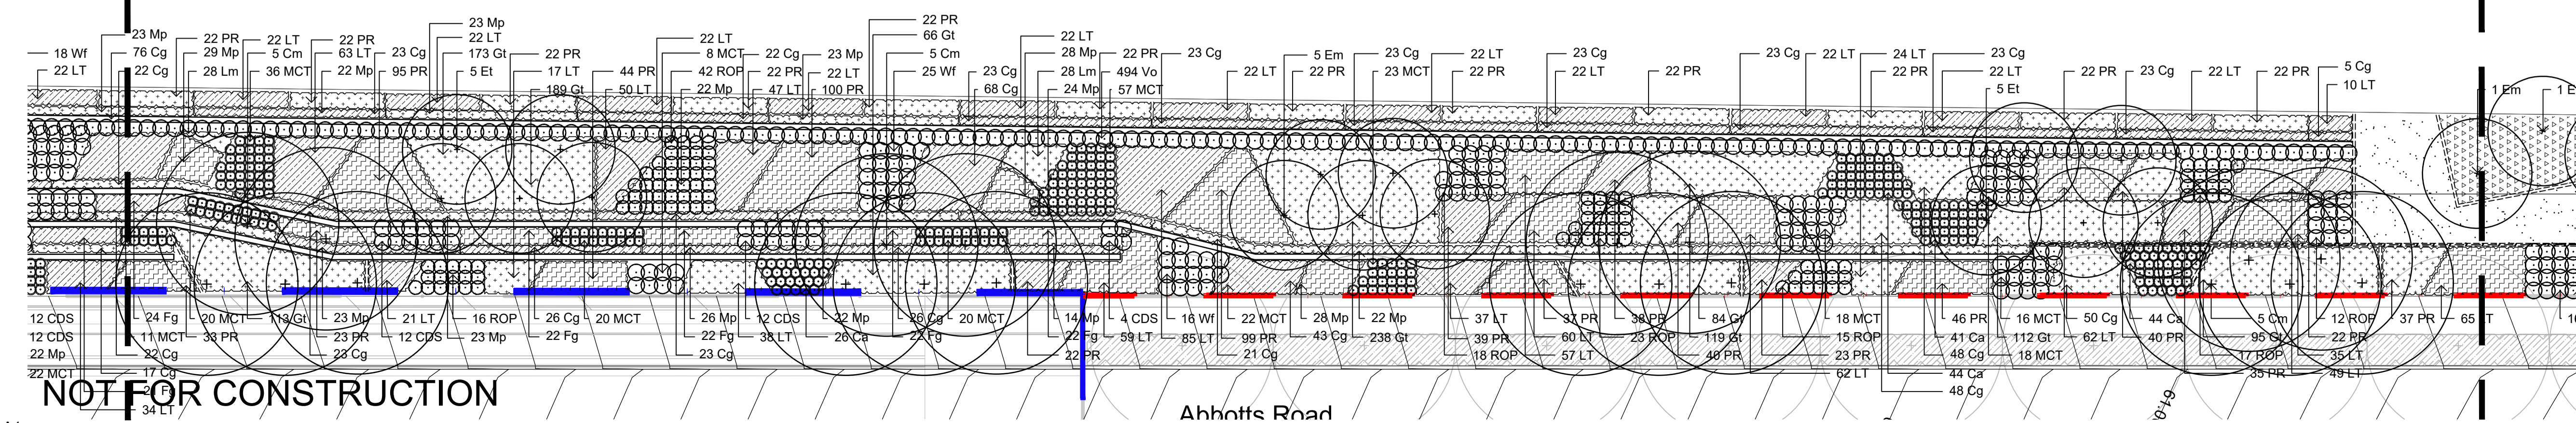 18 Wf
22 LT
23 Mp
76 Cg
22 Cg
22 PR
29 Mp
28 Lm
22 LT
5 Cm
36 MCT
22 PR
63 LT
22 Mp
23 Cg
95 PR
23 Mp
22 LT
173 Gt
5 Et
22 PR
17 LT
189 Gt
44 PR
50 LT
22 LT
8 MCT
42 ROP
22 Mp
22 Cg
22 PR
47 LT
23 Mp
22 LT
100 PR
22 PR
66 Gt
5 Cm
25 Wf
23 Cg
68 Cg
22 LT
28 Mp
28 Lm
24 Mp
22 PR
494 Vo
57 MCT
23 Cg
22 LT
5 Em
22 PR
23 Cg
23 MCT
22 LT
22 PR
23 Cg
22 LT
22 PR
23 Cg
22 LT
24 LT
22 PR
23 Cg
22 LT
5 Et
22 PR
23 Cg
22 LT
22 PR
5 Cg
10 LT
1 Em
12 CDS
12 CDS
22 Mp
22 MCT
24 Fg
11 MCT
22 Cg
17 Cg
34 LT
20 MCT
33 PR
113 Gt
23 Mp
23 PR
23 Cg
21 LT
12 CDS
16 ROP
23 Mp
26 Cg
22 Fg
20 MCT
26 Mp
22 Fg
23 Cg
12 CDS
38 LT
22 Mp
26 Ca
26 Cg
22 Fg
20 MCT
14 Mp
22 Fg
22 PR
4 CDS
59 LT
16 Wf
85 LT
22 MCT
99 PR
21 Cg
28 Mp
43 Cg
22 Mp
238 Gt
37 LT
39 PR
18 ROP
37 PR
60 LT
57 LT
38 PR
23 ROP
84 Gt
119 Gt
40 PR
18 MCT
15 ROP
23 PR
62 LT
46 PR
41 Ca
48 Cg
44 Ca
48 Cg
16 MCT
112 Gt
18 MCT
50 Cg
62 LT
44 Ca
40 PR
5 Cm
95 Gt
17 ROP
35 PR
12 ROP
22 PR
35 LT
49 LT
37 PR
65 LT
NOT FOR CONSTRUCTION
Abbotts Road